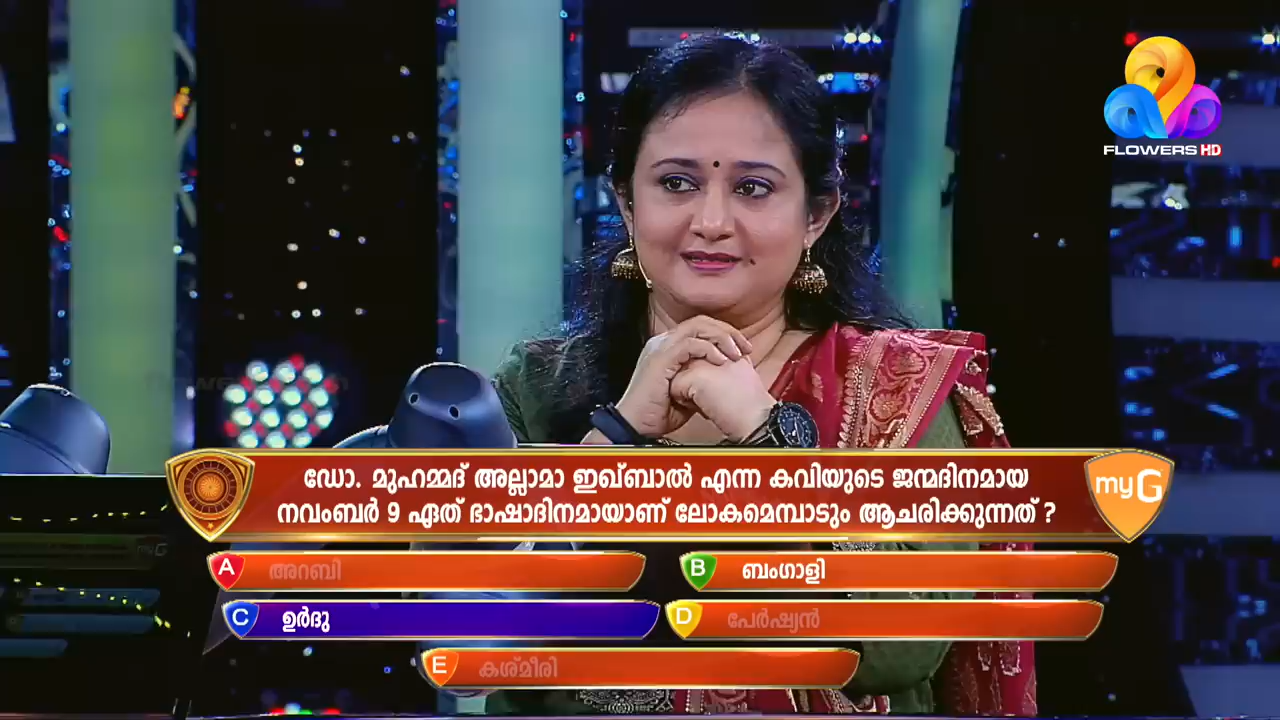 FLOWERS HD
ഡോ. മുഹമ്മദ് അല്ലാമാ ഇഖ്ബാൽ എന്ന കവിയുടെ ജന്മദിനമായ
നവംബർ 9 ഏത് ഭാഷാദിനമായാണ് ലോകമെമ്പാടും ആചരിക്കുന്നത് ?
myG
A അറബി
B ബംഗാളി
C ഉർദു
D പേർഷ്യൻ
E കശ്മീരി